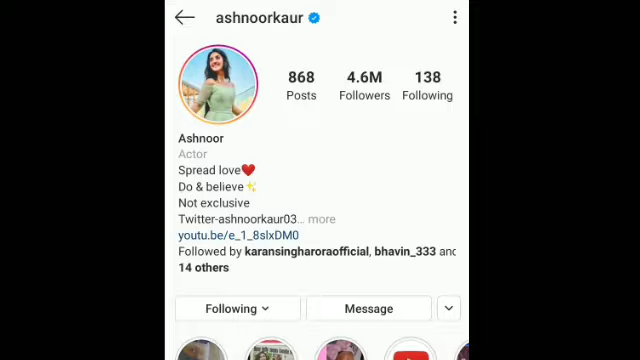 ashnoorkaur
868 4.6M 138
Posts Followers Following
Ashnoor
Actor
Spread love❤️
Do & believe✨
Not exclusive
Twitter-ashnoorkaur03... more
youtu.be/e_1_8slxDM0
Followed by karansingharoraofficial, bhavin_333 and
14 others
Following Message